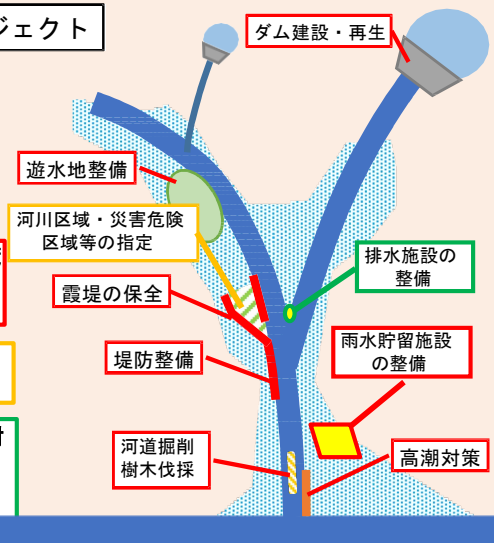 ジェクト
ダム建設・再生
遊水地整備
河川区域・災害危険
区域等の指定
排水施設の
整備
霞堤の保全
雨水貯留施設
の整備
堤防整備
河道掘削
樹木伐採
高潮対策